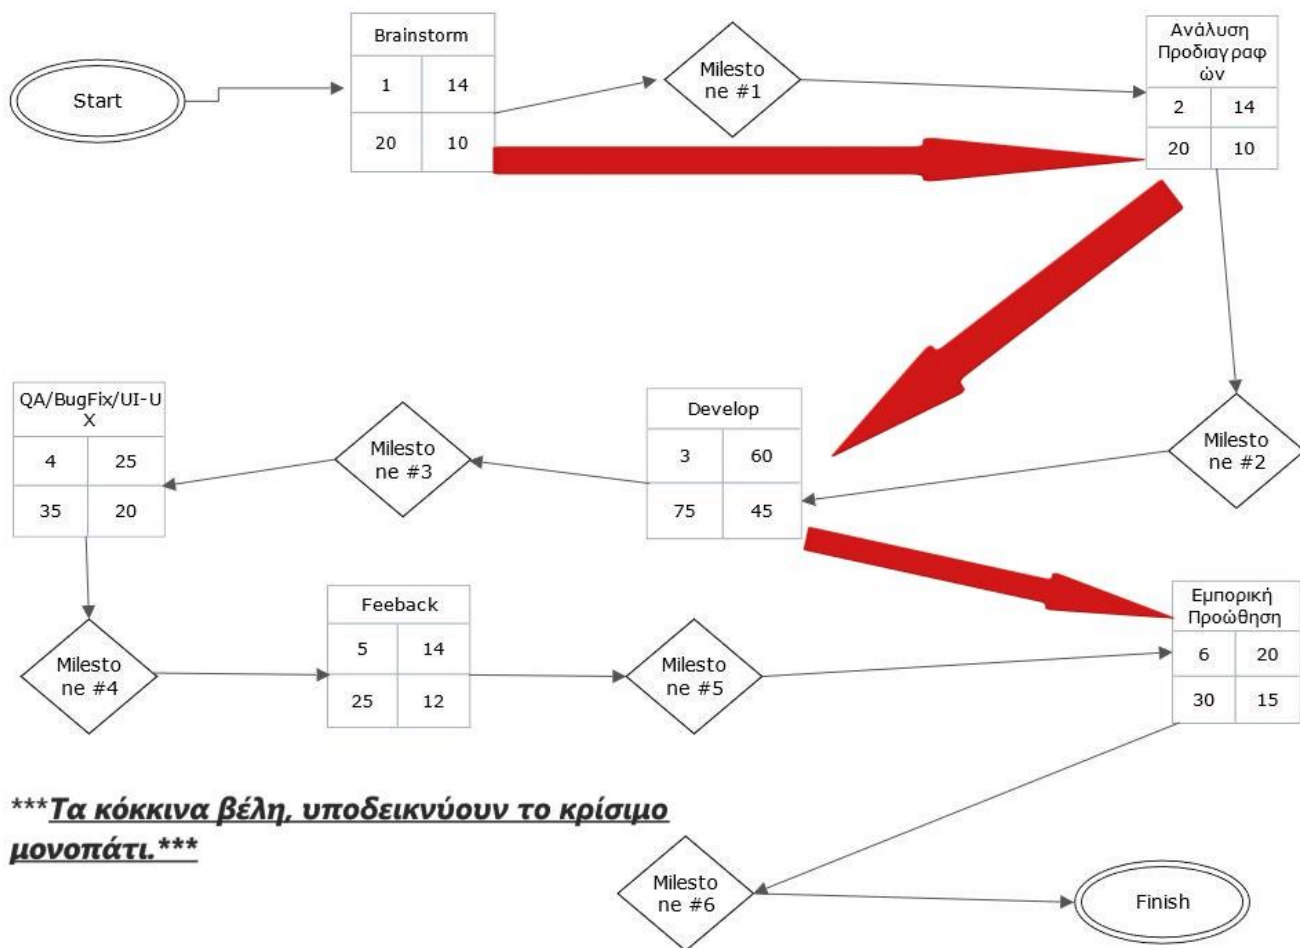 Start
Brainstorm
1 14
20 10
Milesto
ne #1
Ανάλυση
Προδιαγραφ
ών
2 14
20 10
Milesto
ne #2
Develop
3 60
75 45
Milesto
ne #3
QA/BugFix/UI-U
X
4 25
35 20
Milesto
ne #4
Feeback
5 14
25 12
Milesto
ne #5
Εμπορική
Προώθηση
6 20
30 15
Milesto
ne #6
Finish
***Τα κόκκινα βέλη, υποδεικνύουν το κρίσιμο
μονοπάτι.***